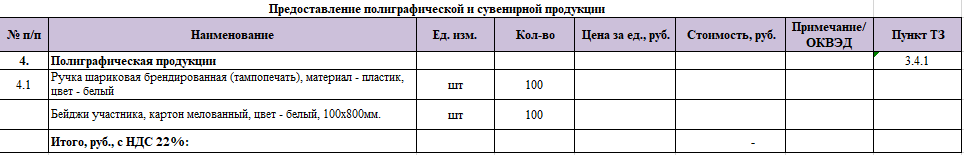 Предоставление полиграфической и сувенирной продукции
№ п/п Наименование Ед. изм. Кол-во Цена за ед., руб. Стоимость, руб. Примечание/ ОКВЭД Пункт ТЗ
4. Полиграфическая продукции 3.4.1
4.1 Ручка шариковая брендированная (тампопечать), материал - пластик, цвет - белый шт 100
Бейджи участника, картон мелованный, цвет - белый, 100х800мм. шт 100
Итого, руб., с НДС 22%: -